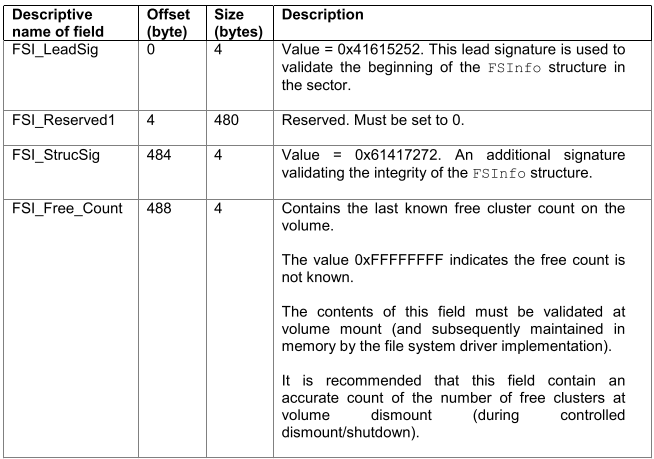 Descriptive name of field Offset (byte) Size (bytes) Description
FSI_LeadSig 0 4 Value = 0x41615252. This lead signature is used to
validate the beginning of the FSInfo structure in
the sector.
FSI_Reserved1 4 480 Reserved. Must be set to 0.
FSI_StrucSig 484 4 Value = 0x61417272. An additional signature
validating the integrity of the FSInfo structure.
FSI_Free_Count 488 4 Contains the last known free cluster count on the
volume.
The value 0xFFFFFFFF indicates the free count is
not known.
The contents of this field must be validated at
volume mount (and subsequently maintained in
memory by the file system driver implementation).
It is recommended that this field contain an
accurate count of the number of free clusters at
volume dismount (during controlled
dismount/shutdown).